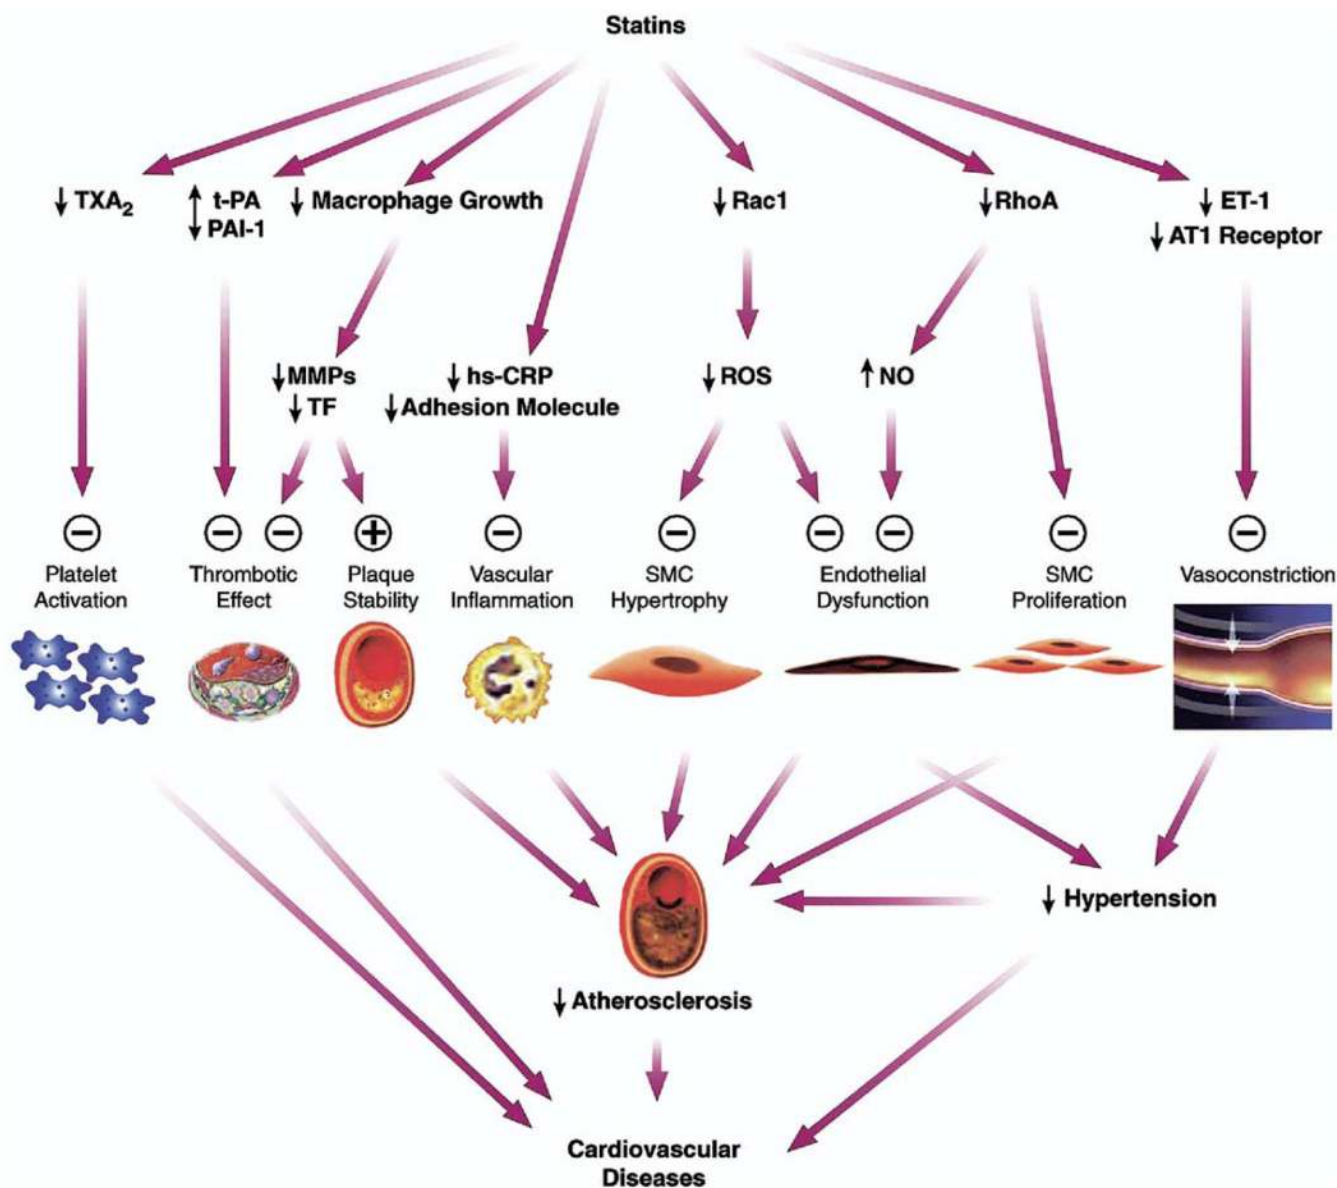 Statins
↓ TXA₂
↑ t-PA
↓ PAI-1
↓ Macrophage Growth
↓ Rac1
↓ RhoA
↓ ET-1
↓ AT1 Receptor
↓ MMPs
↓ TF
↓ hs-CRP
↓ Adhesion Molecule
↓ ROS
↑ NO
− − − + − − − − − −
Platelet
Activation
Thrombotic
Effect
Plaque
Stability
Vascular
Inflammation
SMC
Hypertrophy
Endothelial
Dysfunction
SMC
Proliferation
Vasoconstriction
↓ Hypertension
↓ Atherosclerosis
Cardiovascular
Diseases